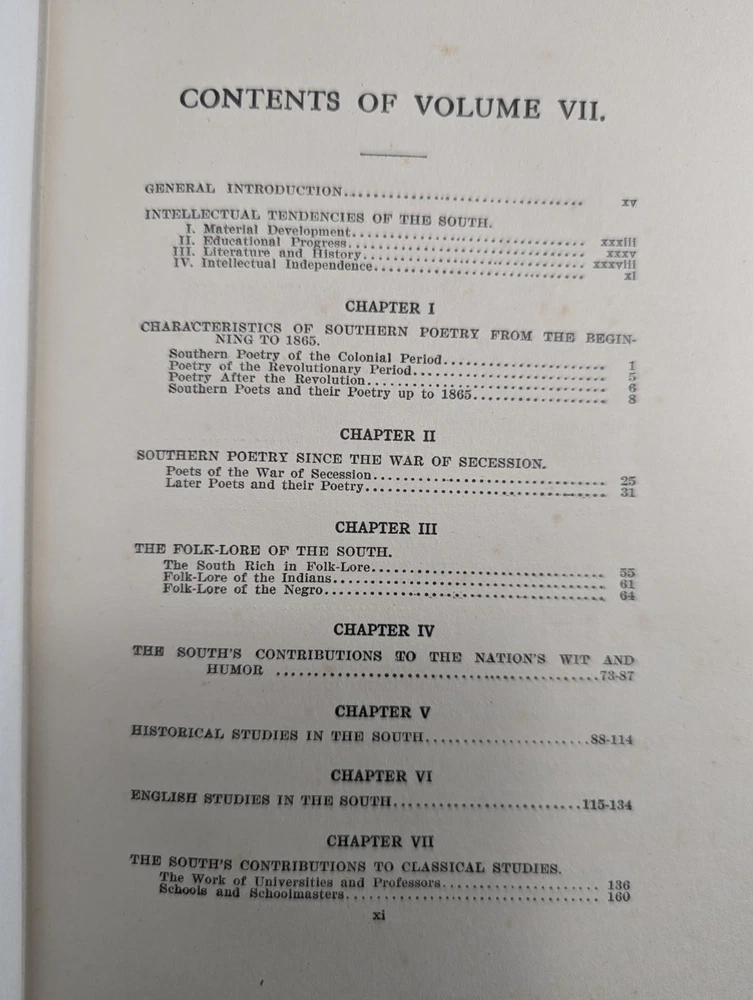 CONTENTS OF VOLUME VII.
GENERAL INTRODUCTION........ xv
INTELLECTUAL TENDENCIES OF THE SOUTH.
I. Material Development........ xxxiii
II. Educational Progress........ xxxv
III. Literature and History........ xxxviii
IV. Intellectual Independence........ xl
CHAPTER I
CHARACTERISTICS OF SOUTHERN POETRY FROM THE BEGIN-
NING TO 1865.
Southern Poetry of the Colonial Period........ 1
Poetry of the Revolutionary Period........ 5
Poetry After the Revolution........ 6
Southern Poets and their Poetry up to 1865........ 8
CHAPTER II
SOUTHERN POETRY SINCE THE WAR OF SECESSION.
Poets of the War of Secession........ 25
Later Poets and their Poetry........ 31
CHAPTER III
THE FOLK-LORE OF THE SOUTH.
The South Rich in Folk-Lore........ 55
Folk-Lore of the Indians........ 61
Folk-Lore of the Negro........ 64
CHAPTER IV
THE SOUTH'S CONTRIBUTIONS TO THE NATION'S WIT AND
HUMOR ........73-87
CHAPTER V
HISTORICAL STUDIES IN THE SOUTH........88-114
CHAPTER VI
ENGLISH STUDIES IN THE SOUTH........115-134
CHAPTER VII
THE SOUTH'S CONTRIBUTIONS TO CLASSICAL STUDIES.
The Work of Universities and Professors........ 136
Schools and Schoolmasters........ 160
xi